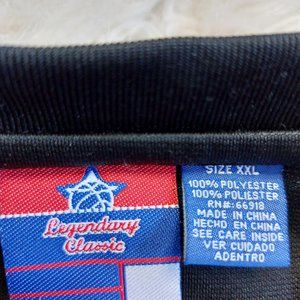 Legendary
Classic
SIZE XXL
100% POLYESTER
100% POLIESTER
RN#: 66918
MADE IN CHINA
HECHO EN CHINA
SEE CARE INSIDE
VER CUIDADO
ADENTRO